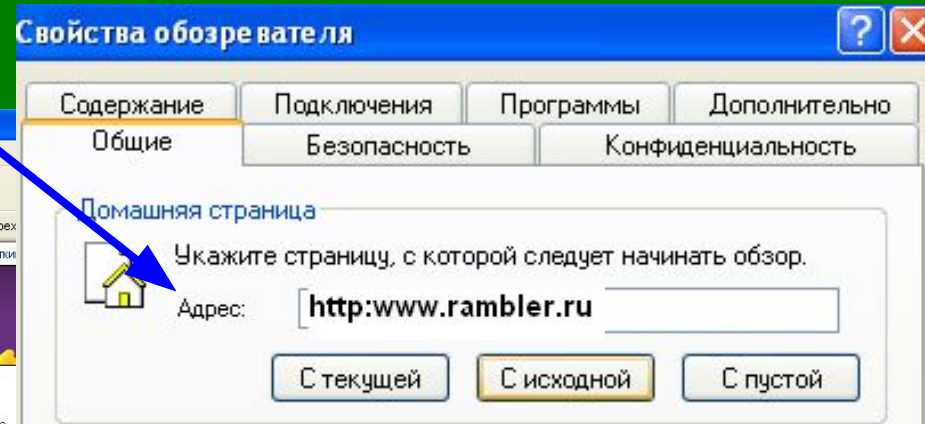 Свойства обозревателя
Содержание Подключения Программы Дополнительно
Общие Безопасность Конфиденциальность
Домашняя страница
Укажите страницу, с которой следует начинать обзор.
Адрес: http:www.rambler.ru
С текущей С исходной С пустой